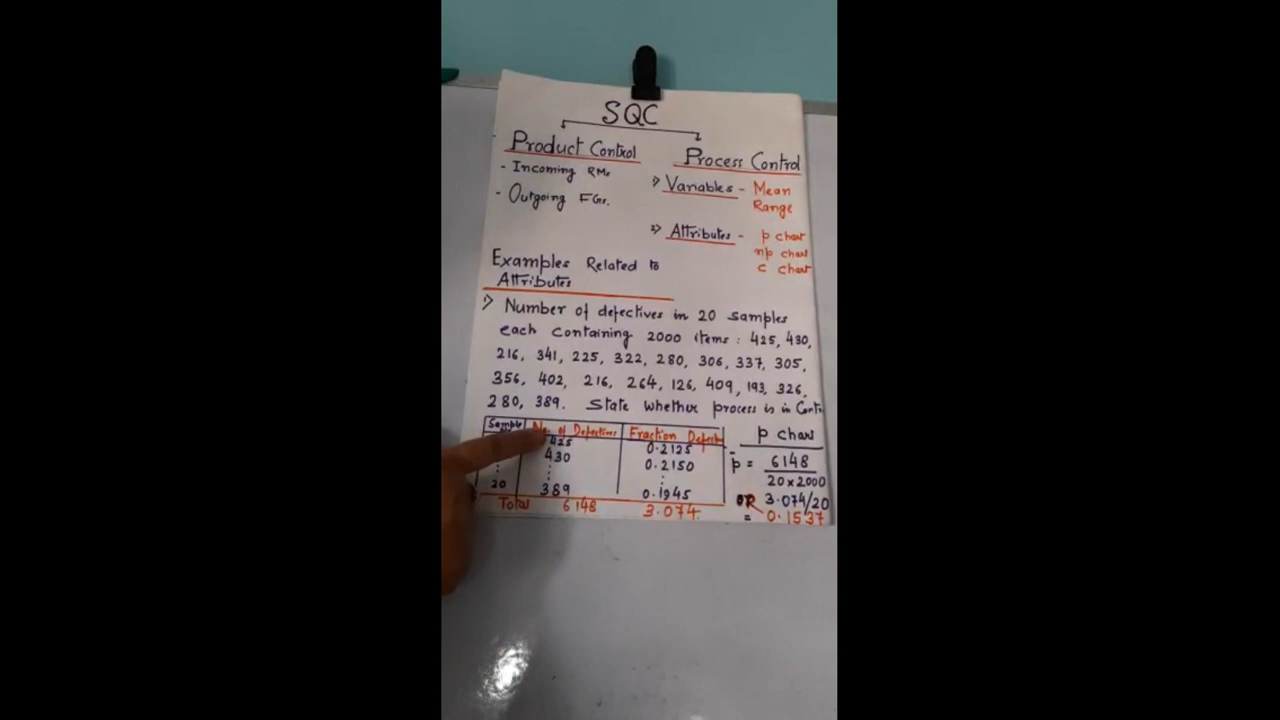 SQC
Product Control
- Incoming RMs
- Outgoing FGs.
Process Control
1) Variables - Mean
Range
2) Attributes - p chart
np chart
c chart
Examples Related to
Attributes
1) Number of defectives in 20 samples
each containing 2000 items : 425, 430,
216, 341, 225, 322, 280, 306, 337, 305,
356, 402, 216, 264, 126, 409, 193, 326,
280, 389. State whether process is in
Sample No. of Defectives Fraction
425 0.2125
430 0.2150
20 389 0.1945
Total 6148 3.074
p chart
p̄ = 6148
20 x 2000
OR 3.074/20
= 0.1537